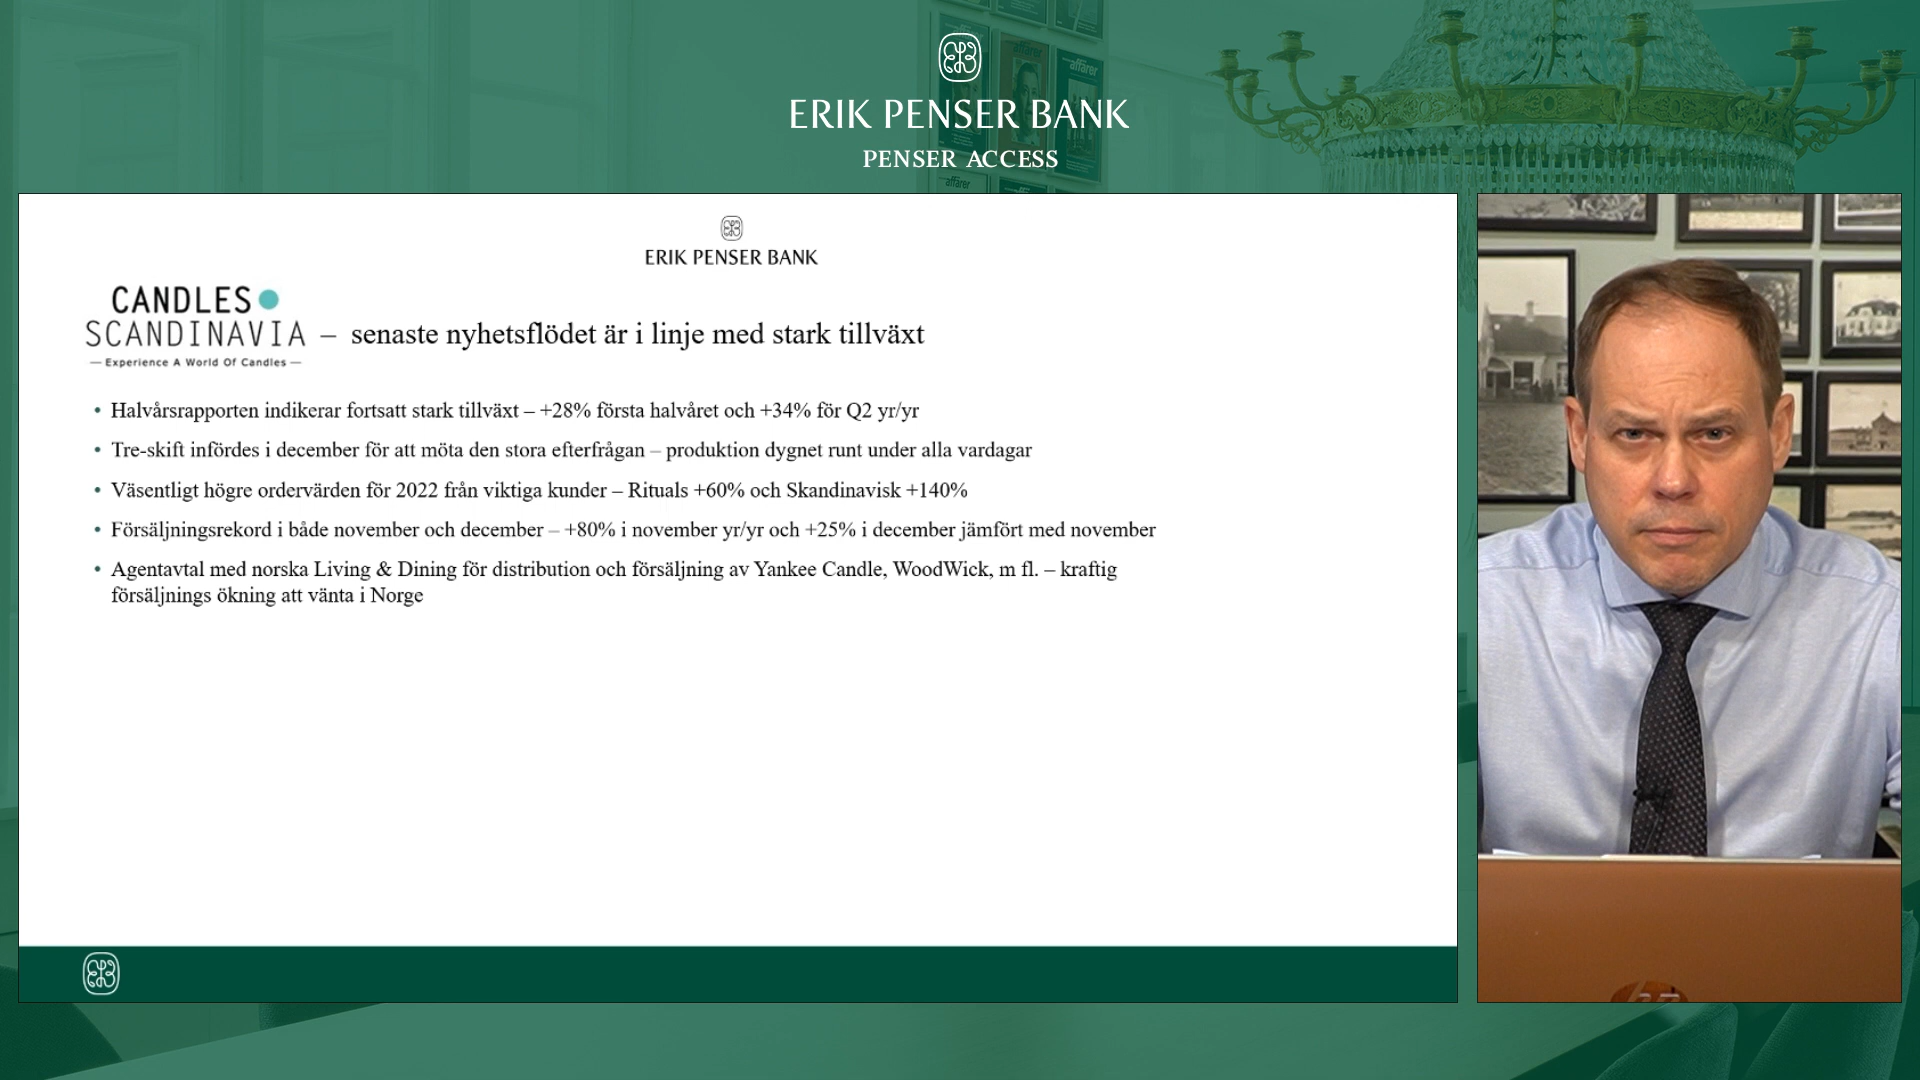 affärer
affärer
affärer
ERIK PENSER BANK
PENSER ACCESS
ERIK PENSER BANK
CANDLES
SCANDINAVIA
— Experience A World Of Candles —
– senaste nyhetsflödet är i linje med stark tillväxt
• Halvårsrapporten indikerar fortsatt stark tillväxt – +28% första halvåret och +34% för Q2 yr/yr
• Tre-skift infördes i december för att möta den stora efterfrågan – produktion dygnet runt under alla vardagar
• Väsentligt högre ordervärden för 2022 från viktiga kunder – Rituals +60% och Skandinavisk +140%
• Försäljningsrekord i både november och december – +80% i november yr/yr och +25% i december jämfört med november
• Agentavtal med norska Living & Dining för distribution och försäljning av Yankee Candle, WoodWick, m fl. – kraftig
försäljnings ökning att vänta i Norge